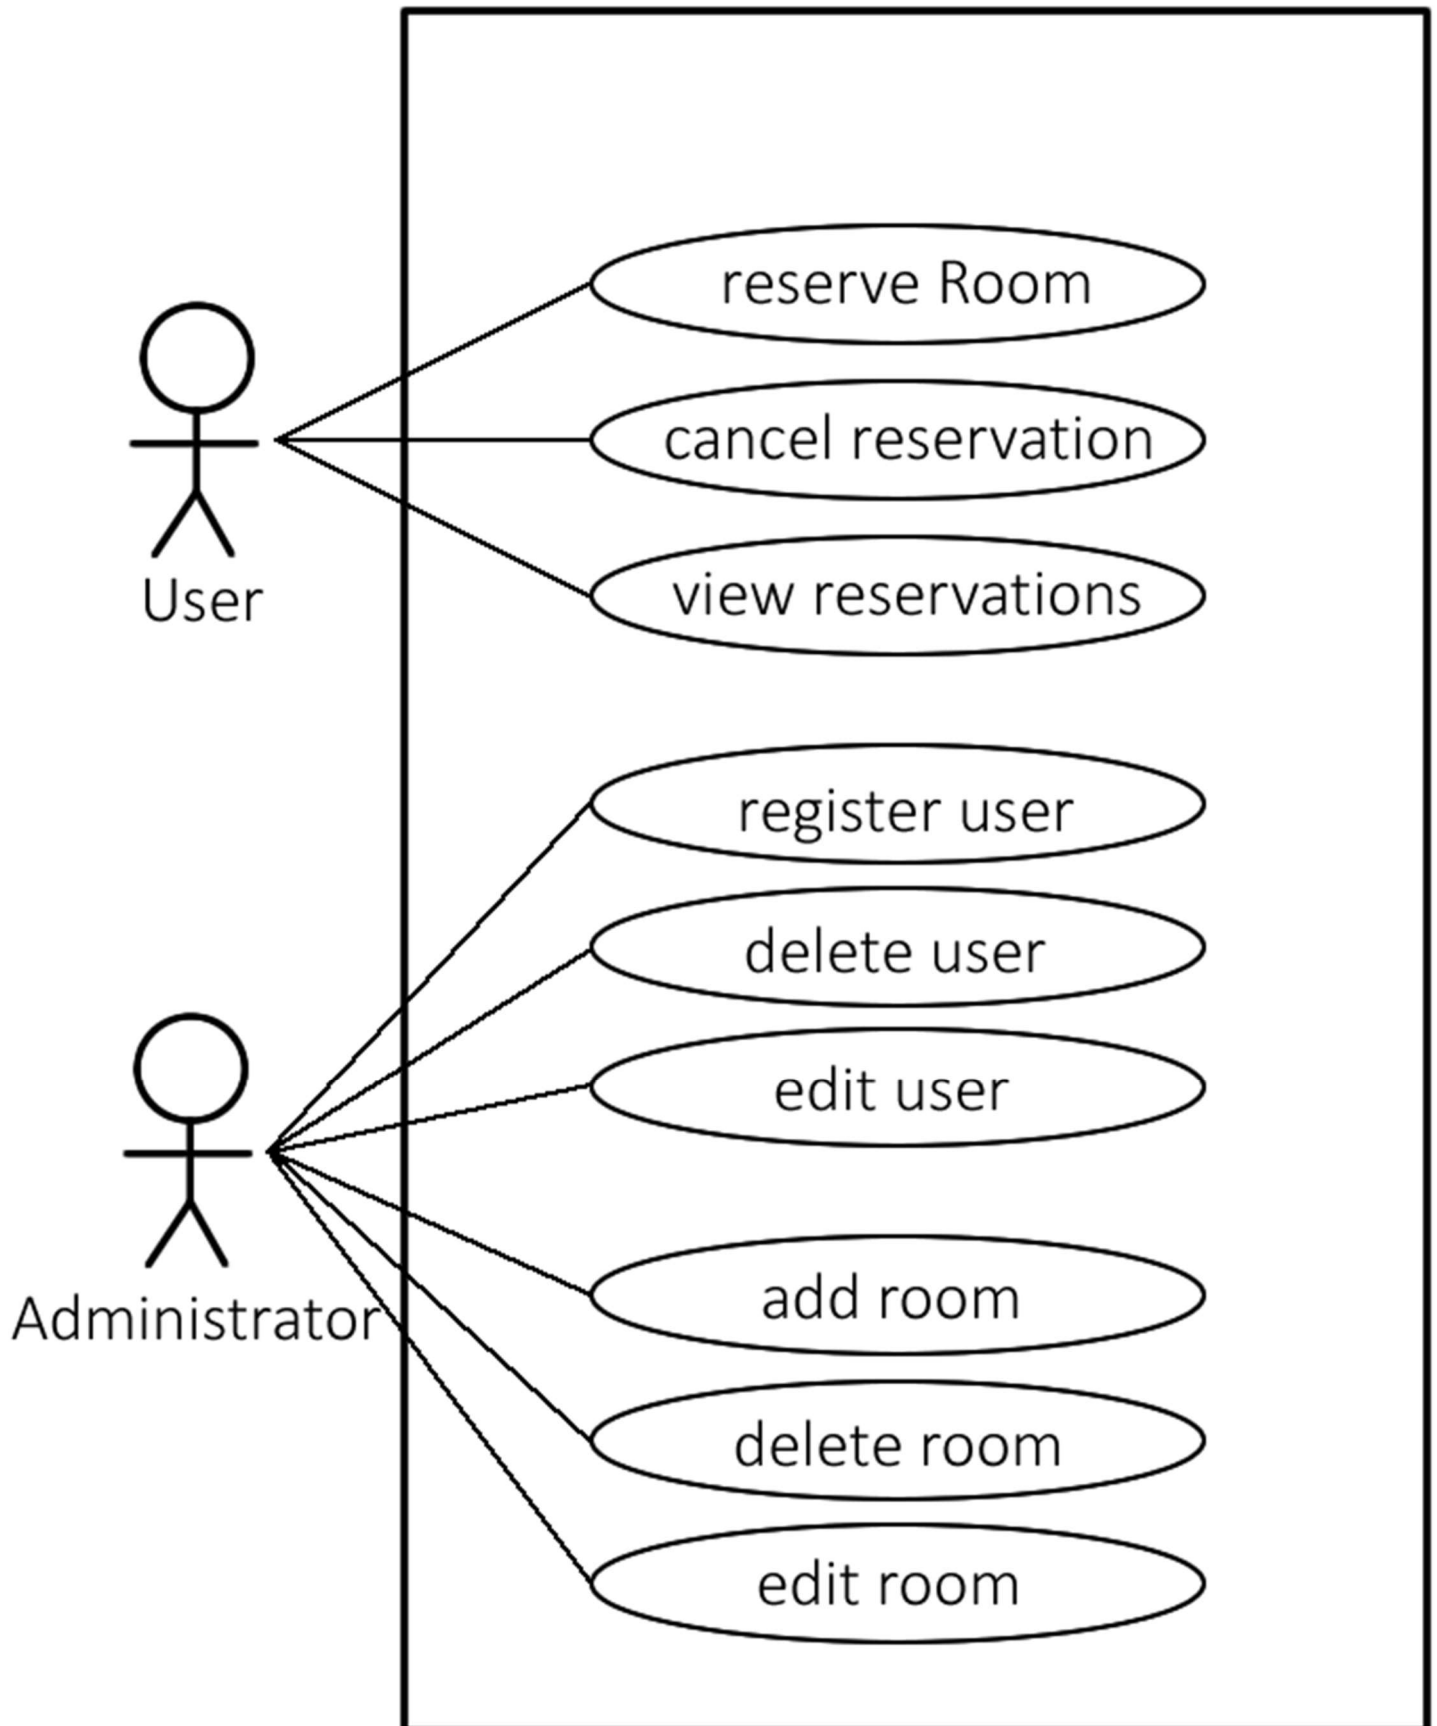 reserve Room
cancel reservation
view reservations
User
register user
delete user
edit user
add room
Administrator
delete room
edit room